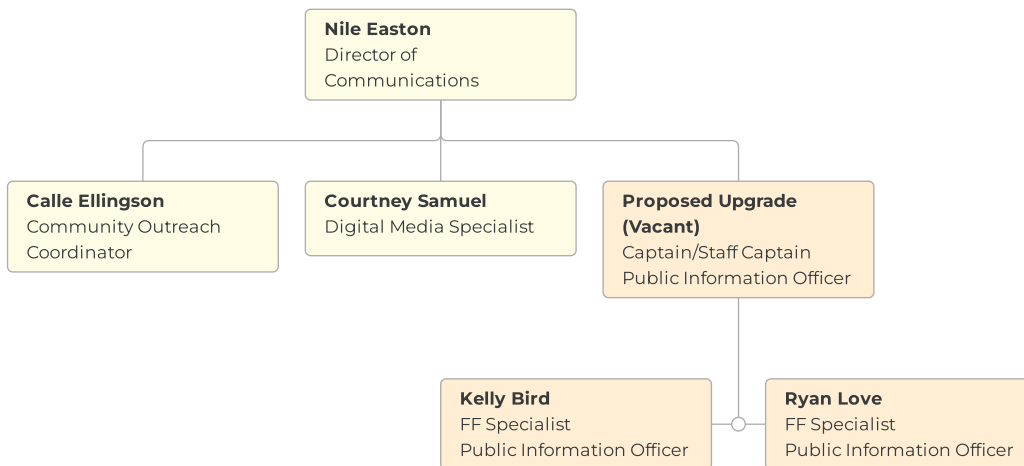 Nile Easton
Director of
Communications
Calle Ellingson
Community Outreach
Coordinator
Courtney Samuel
Digital Media Specialist
Proposed Upgrade
(Vacant)
Captain/Staff Captain
Public Information Officer
Kelly Bird
FF Specialist
Public Information Officer
Ryan Love
FF Specialist
Public Information Officer